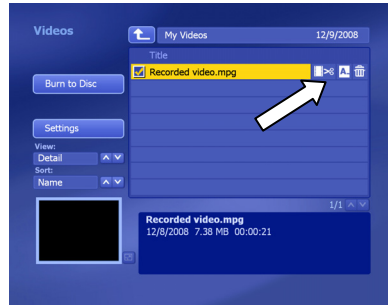 Videos
My Videos 12/9/2008
Title
Recorded video.mpg
Burn to Disc
Settings
View:
Detail
Sort:
Name
1/1
Recorded video.mpg
12/8/2008 7.38 MB 00:00:21